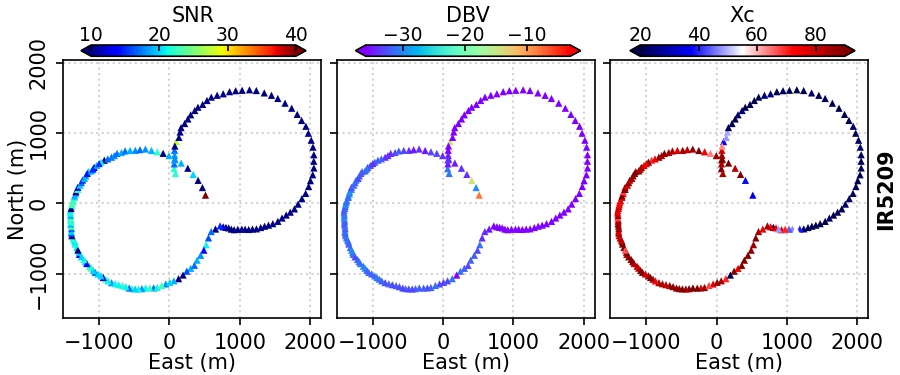 SNR
10 20 30 40
DBV
−30 −20 −10
Xc
20 40 60 80
North (m)
2000
1000
0
−1000
−1000 0 1000 2000
East (m)
−1000 0 1000 2000
East (m)
−1000 0 1000 2000
East (m)
IR5209